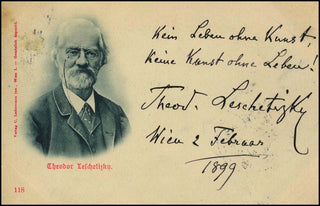 Kein Leben ohne Kunst,
Keine Kunst ohne Leben!
Theod. Leschetizky
Wien 2 Februar
1899
Theodor Leschetizky.
118